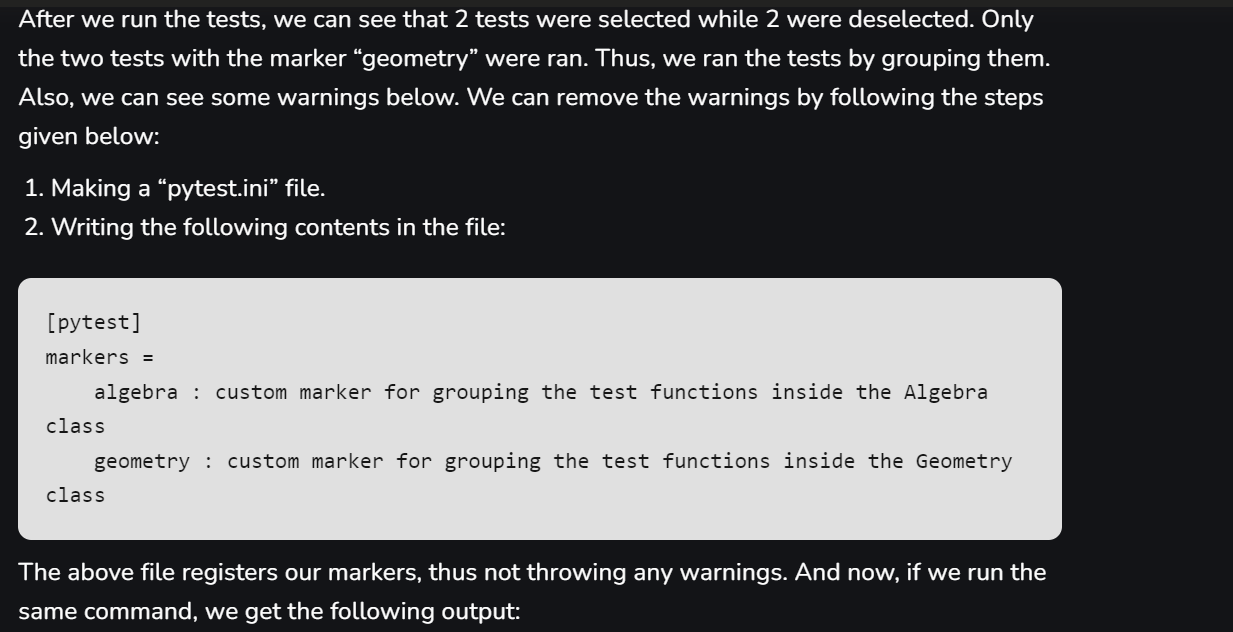 After we run the tests, we can see that 2 tests were selected while 2 were deselected. Only
the two tests with the marker “geometry” were ran. Thus, we ran the tests by grouping them.
Also, we can see some warnings below. We can remove the warnings by following the steps
given below:
1. Making a “pytest.ini” file.
2. Writing the following contents in the file:
[pytest]
markers =
    algebra : custom marker for grouping the test functions inside the Algebra
class
    geometry : custom marker for grouping the test functions inside the Geometry
class
The above file registers our markers, thus not throwing any warnings. And now, if we run the
same command, we get the following output: